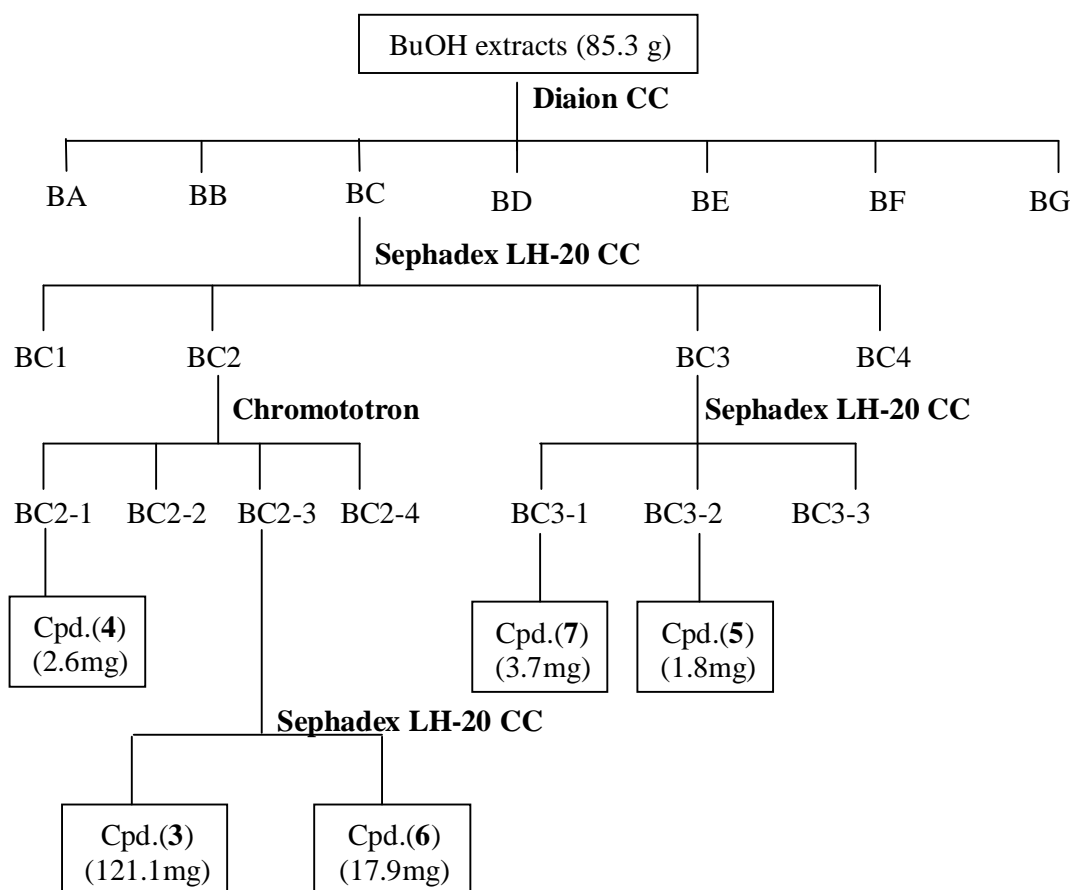 BuOH extracts (85.3 g)
Diaion CC
BA BB BC BD BE BF BG
Sephadex LH-20 CC
BC1 BC2 BC3 BC4
Chromototron Sephadex LH-20 CC
BC2-1 BC2-2 BC2-3 BC2-4 BC3-1 BC3-2 BC3-3
Cpd.(4)
(2.6mg)
Cpd.(7)
(3.7mg)
Cpd.(5)
(1.8mg)
Sephadex LH-20 CC
Cpd.(3)
(121.1mg)
Cpd.(6)
(17.9mg)